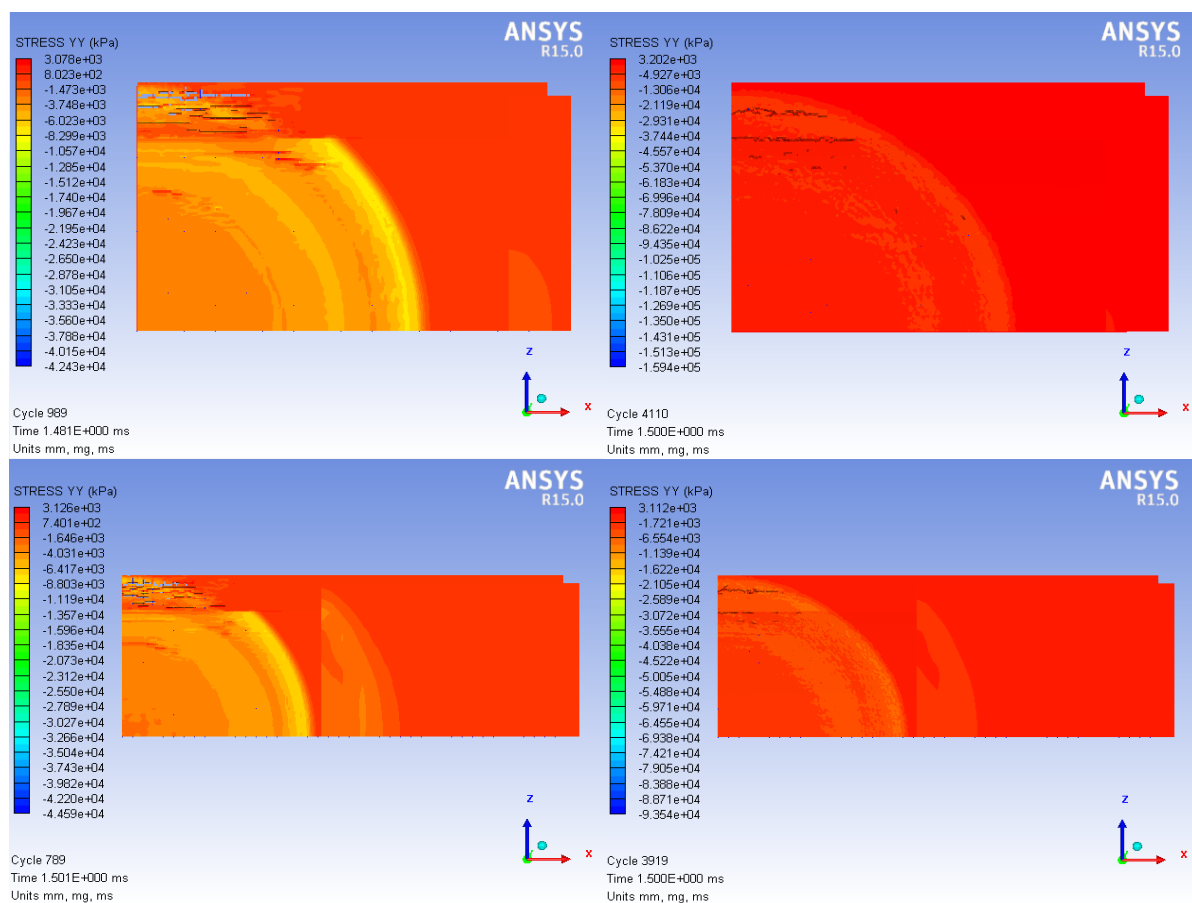 ANSYS
R15.0
STRESS YY (kPa)
3.078e+03
8.023e+02
-1.473e+03
-3.748e+03
-6.023e+03
-8.299e+03
-1.057e+04
-1.285e+04
-1.512e+04
-1.740e+04
-1.967e+04
-2.195e+04
-2.423e+04
-2.650e+04
-2.878e+04
-3.105e+04
-3.333e+04
-3.560e+04
-3.788e+04
-4.015e+04
-4.243e+04
z
x
Cycle 989
Time 1.481E+000 ms
Units mm, mg, ms
ANSYS
R15.0
STRESS YY (kPa)
3.202e+03
-4.927e+03
-1.306e+04
-2.119e+04
-2.931e+04
-3.744e+04
-4.557e+04
-5.370e+04
-6.183e+04
-6.996e+04
-7.809e+04
-8.622e+04
-9.435e+04
-1.025e+05
-1.106e+05
-1.187e+05
-1.269e+05
-1.350e+05
-1.431e+05
-1.513e+05
-1.594e+05
z
x
Cycle 4110
Time 1.500E+000 ms
Units mm, mg, ms
ANSYS
R15.0
STRESS YY (kPa)
3.126e+03
7.401e+02
-1.646e+03
-4.031e+03
-6.417e+03
-8.803e+03
-1.119e+04
-1.357e+04
-1.596e+04
-1.835e+04
-2.073e+04
-2.312e+04
-2.550e+04
-2.789e+04
-3.027e+04
-3.266e+04
-3.504e+04
-3.743e+04
-3.982e+04
-4.220e+04
-4.459e+04
z
x
Cycle 789
Time 1.501E+000 ms
Units mm, mg, ms
ANSYS
R15.0
STRESS YY (kPa)
3.112e+03
-1.721e+03
-6.554e+03
-1.139e+04
-1.622e+04
-2.105e+04
-2.589e+04
-3.072e+04
-3.555e+04
-4.038e+04
-4.522e+04
-5.005e+04
-5.488e+04
-5.971e+04
-6.455e+04
-6.938e+04
-7.421e+04
-7.905e+04
-8.388e+04
-8.871e+04
-9.354e+04
z
x
Cycle 3919
Time 1.500E+000 ms
Units mm, mg, ms